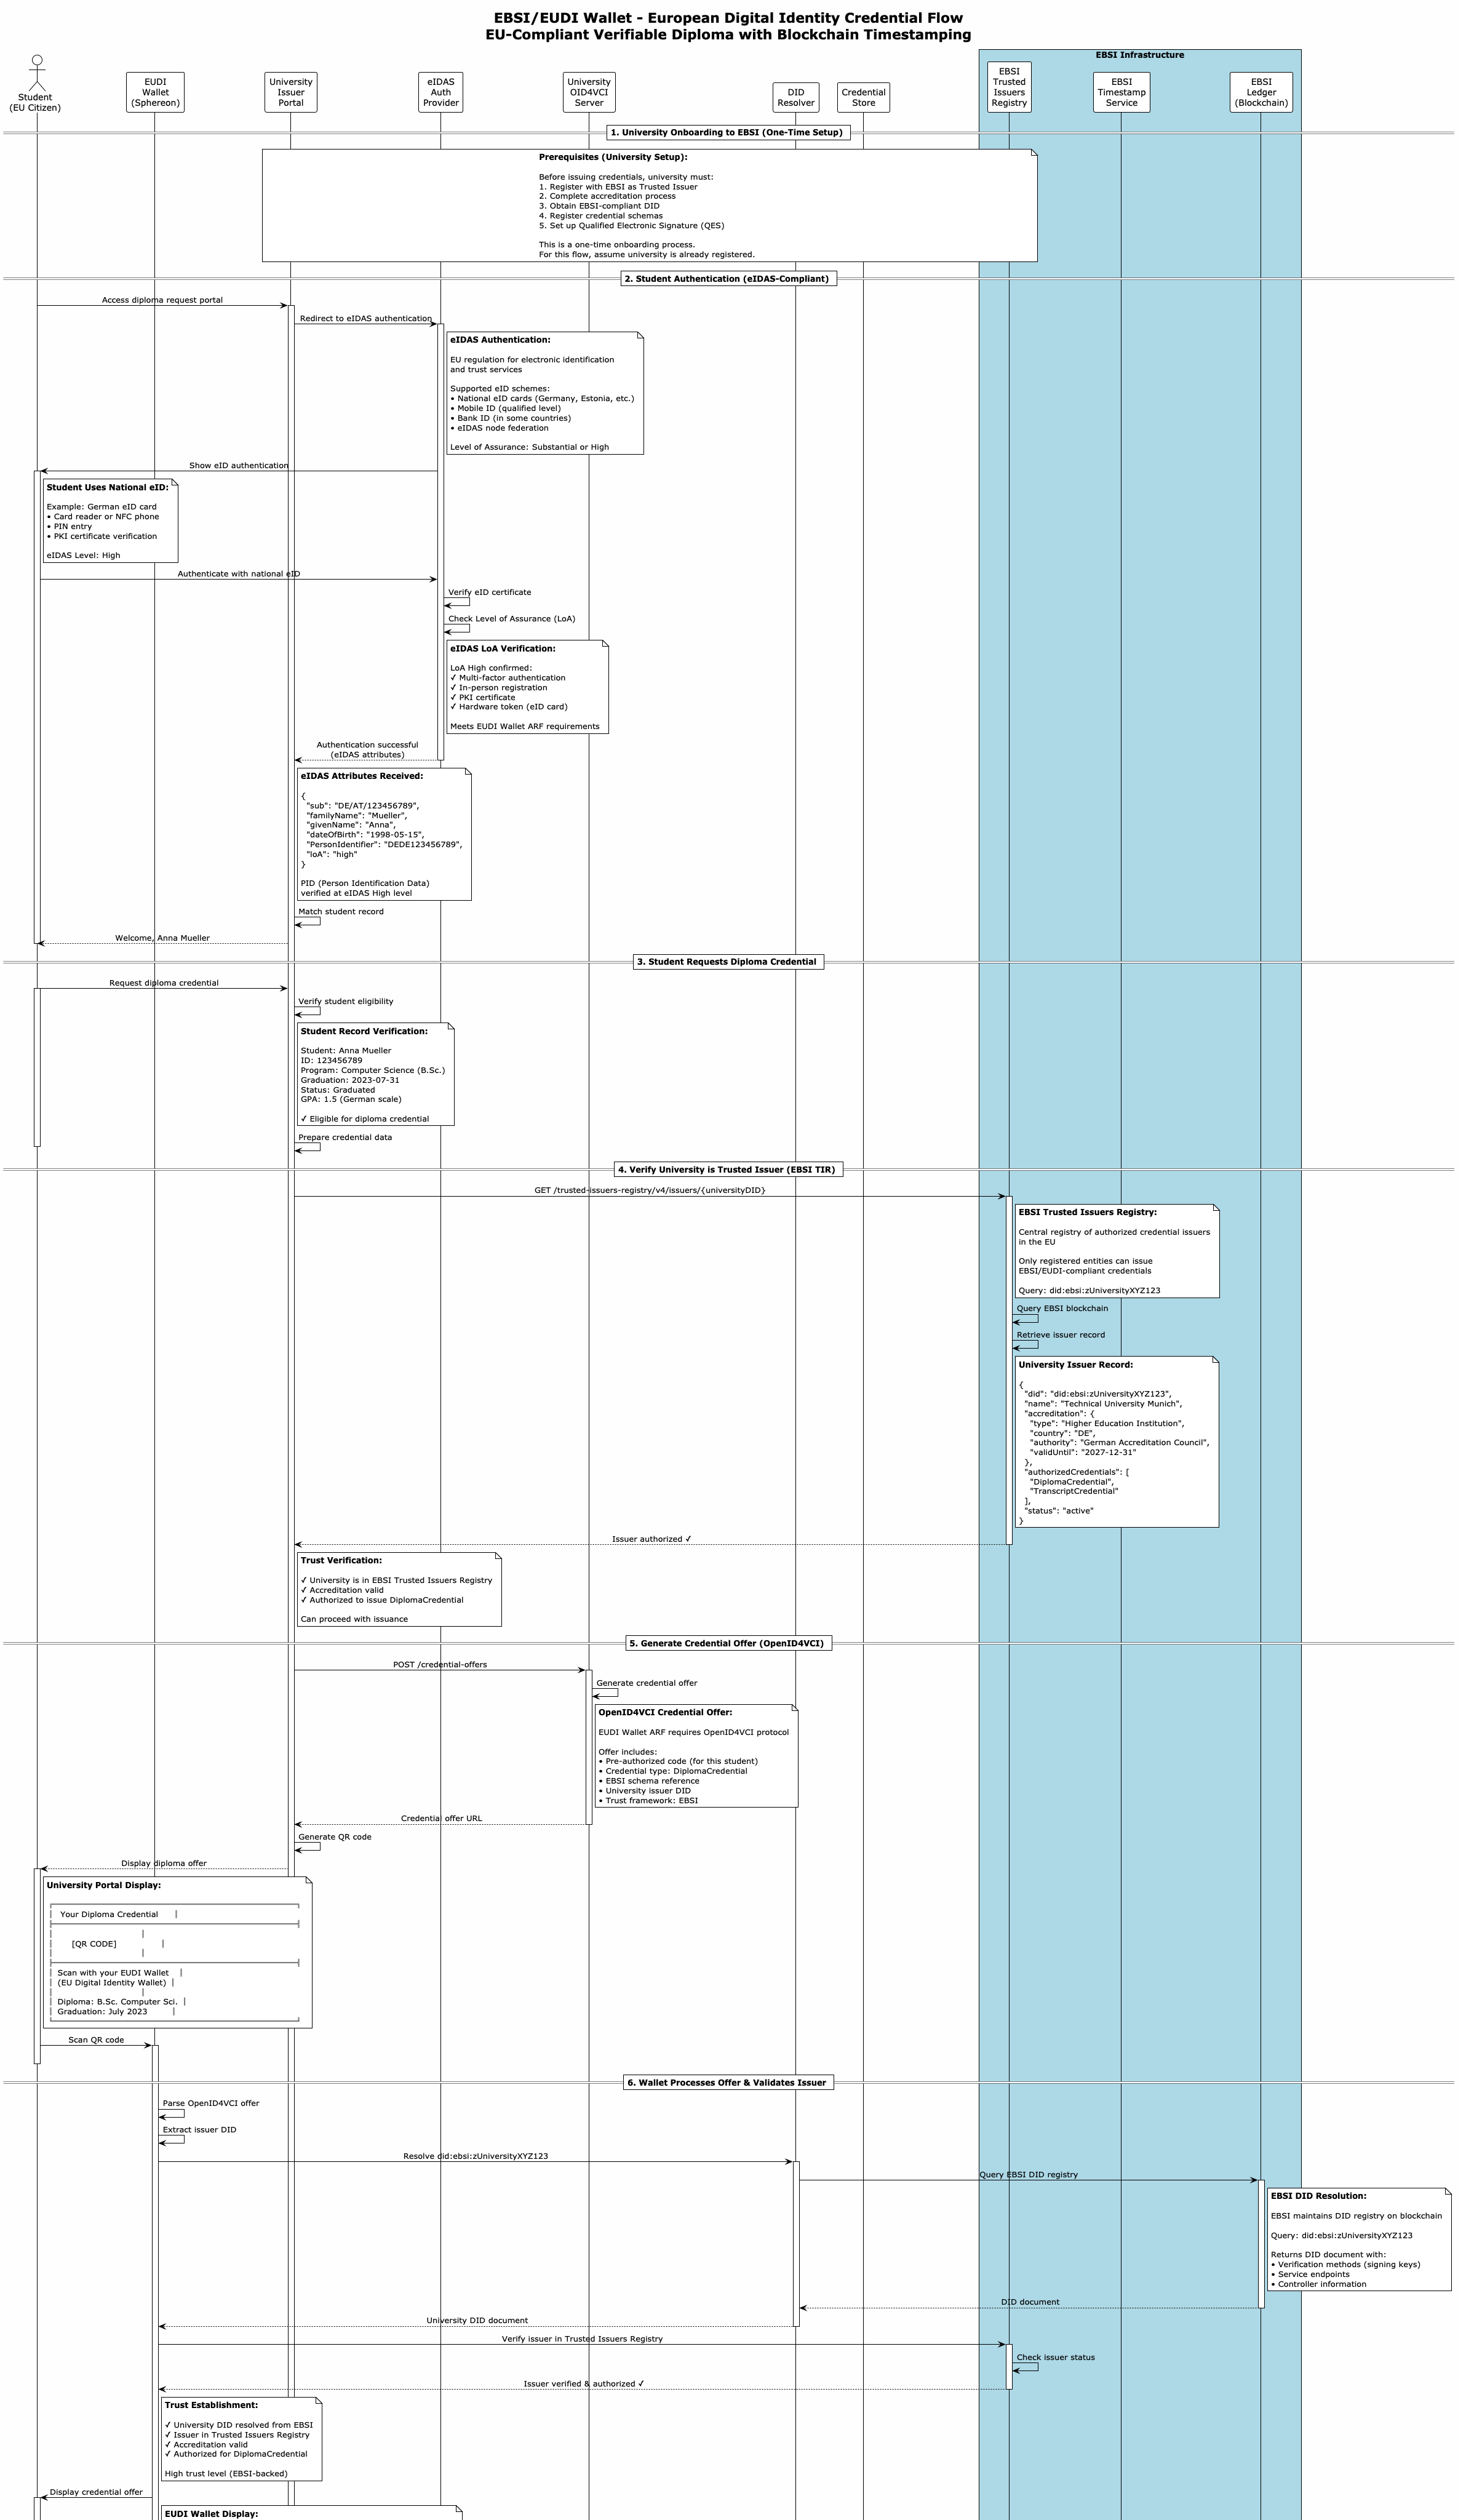 EBSI/EUDI Wallet - European Digital Identity Credential Flow
EU-Compliant Verifiable Diploma with Blockchain Timestamping
EBSI Infrastructure
Student
(EU Citizen)
EUDI
Wallet
(Sphereon)
University
Issuer
Portal
eIDAS
Auth
Provider
University
OID4VCI
Server
DID
Resolver
Credential
Store
EBSI
Trusted
Issuers
Registry
EBSI
Timestamp
Service
EBSI
Ledger
(Blockchain)
1. University Onboarding to EBSI (One-Time Setup)
Prerequisites (University Setup):
Before issuing credentials, university must:
1. Register with EBSI as Trusted Issuer
2. Complete accreditation process
3. Obtain EBSI-compliant DID
4. Register credential schemas
5. Set up Qualified Electronic Signature (QES)
This is a one-time onboarding process.
For this flow, assume university is already registered.
2. Student Authentication (eIDAS-Compliant)
Access diploma request portal
Redirect to eIDAS authentication
eIDAS Authentication:
EU regulation for electronic identification
and trust services
Supported eID schemes:
• National eID cards (Germany, Estonia, etc.)
• Mobile ID (qualified level)
• Bank ID (in some countries)
• eIDAS node federation
Level of Assurance: Substantial or High
Show eID authentication
Student Uses National eID:
Example: German eID card
• Card reader or NFC phone
• PIN entry
• PKI certificate verification
eIDAS Level: High
Authenticate with national eID
Verify eID certificate
Check Level of Assurance (LoA)
eIDAS LoA Verification:
LoA High confirmed:
✓ Multi-factor authentication
✓ In-person registration
✓ PKI certificate
✓ Hardware token (eID card)
Meets EUDI Wallet ARF requirements
Authentication successful
(eIDAS attributes)
eIDAS Attributes Received:
{
"sub": "DE/AT/123456789",
"familyName": "Mueller",
"givenName": "Anna",
"dateOfBirth": "1998-05-15",
"PersonIdentifier": "DEDE123456789",
"loA": "high"
}
PID (Person Identification Data)
verified at eIDAS High level
Match student record
Welcome, Anna Mueller
3. Student Requests Diploma Credential
Request diploma credential
Verify student eligibility
Student Record Verification:
Student: Anna Mueller
ID: 123456789
Program: Computer Science (B.Sc.)
Graduation: 2023-07-31
Status: Graduated
GPA: 1.5 (German scale)
✓ Eligible for diploma credential
Prepare credential data
4. Verify University is Trusted Issuer (EBSI TIR)
GET /trusted-issuers-registry/v4/issuers/{universityDID}
EBSI Trusted Issuers Registry:
Central registry of authorized credential issuers
in the EU
Only registered entities can issue
EBSI/EUDI-compliant credentials
Query: did:ebsi:zUniversityXYZ123
Query EBSI blockchain
Retrieve issuer record
University Issuer Record:
{
"did": "did:ebsi:zUniversityXYZ123",
"name": "Technical University Munich",
"accreditation": {
"type": "Higher Education Institution",
"country": "DE",
"authority": "German Accreditation Council",
"validUntil": "2027-12-31"
},
"authorizedCredentials": [
"DiplomaCredential",
"TranscriptCredential"
],
"status": "active"
}
Issuer authorized ✓
Trust Verification:
✓ University is in EBSI Trusted Issuers Registry
✓ Accreditation valid
✓ Authorized to issue DiplomaCredential
Can proceed with issuance
5. Generate Credential Offer (OpenID4VCI)
POST /credential-offers
Generate credential offer
OpenID4VCI Credential Offer:
EUDI Wallet ARF requires OpenID4VCI protocol
Offer includes:
• Pre-authorized code (for this student)
• Credential type: DiplomaCredential
• EBSI schema reference
• University issuer DID
• Trust framework: EBSI
Credential offer URL
Generate QR code
Display diploma offer
University Portal Display:
Your Diploma Credential
[QR CODE]
Scan with your EUDI Wallet
(EU Digital Identity Wallet)
Diploma: B.Sc. Computer Sci.
Graduation: July 2023
Scan QR code
6. Wallet Processes Offer & Validates Issuer
Parse OpenID4VCI offer
Extract issuer DID
Resolve did:ebsi:zUniversityXYZ123
Query EBSI DID registry
EBSI DID Resolution:
EBSI maintains DID registry on blockchain
Query: did:ebsi:zUniversityXYZ123
Returns DID document with:
• Verification methods (signing keys)
• Service endpoints
• Controller information
DID document
University DID document
Verify issuer in Trusted Issuers Registry
Check issuer status
Issuer verified & authorized ✓
Trust Establishment:
✓ University DID resolved from EBSI
✓ Issuer in Trusted Issuers Registry
✓ Accreditation valid
✓ Authorized for DiplomaCredential
High trust level (EBSI-backed)
Display credential offer
EUDI Wallet Display: